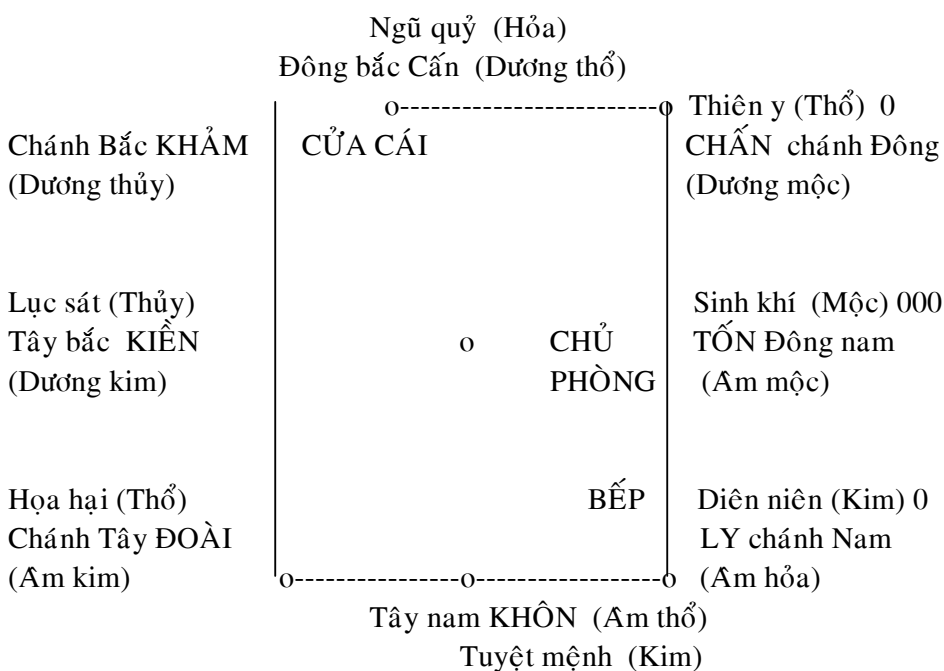 Ngũ quỷ (Hỏa)
Đông bắc Cấn (Dương thổ)
o--------------------------o Thiên y (Thổ) 0
Chánh Bắc KHẢM CỬA CÁI CHẤN chánh Đông
(Dương thủy) (Dương mộc)
Lục sát (Thủy) Sinh khí (Mộc) 000
Tây bắc KIỀN o CHỦ TỐN Đông nam
(Dương kim) PHÒNG (Âm mộc)
Họa hại (Thổ) BẾP Diên niên (Kim) 0
Chánh Tây ĐOÀI LY chánh Nam
(Âm kim) o-----------------o-------------------o (Âm hỏa)
Tây nam KHÔN (Âm thổ)
Tuyệt mệnh (Kim)